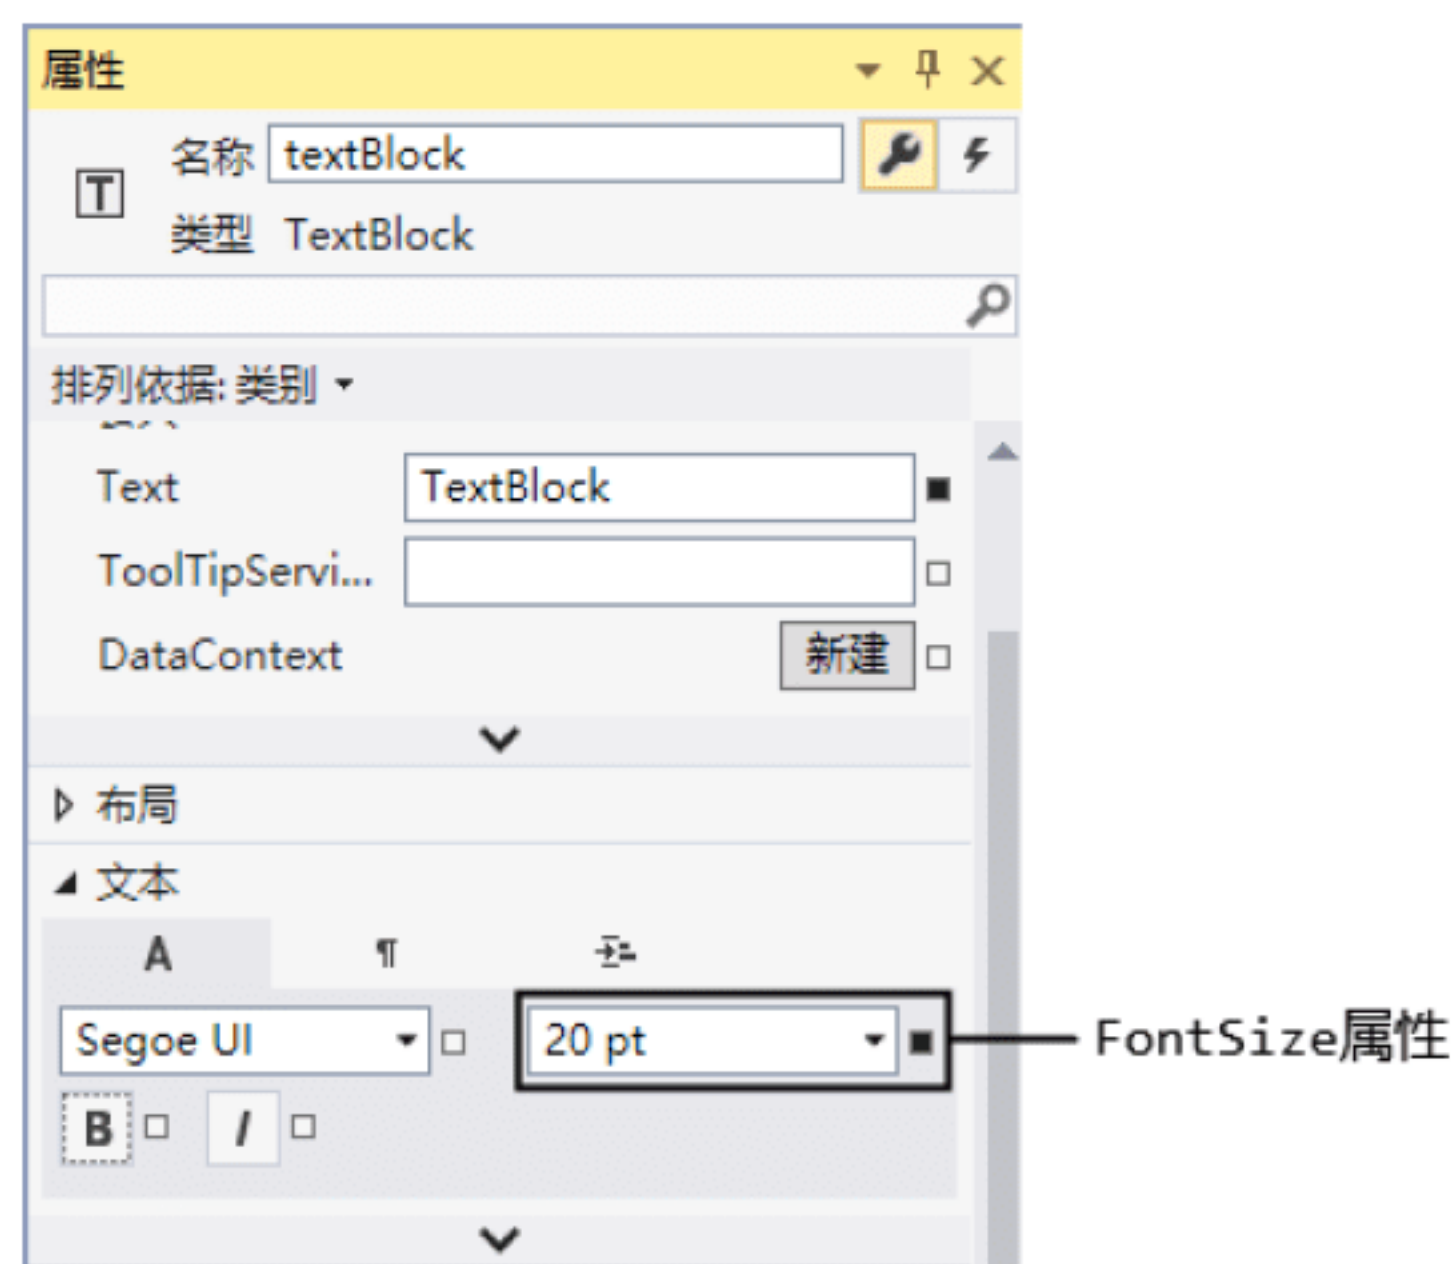 属性
名称 textBlock
类型 TextBlock
排列依据: 类别
Text TextBlock
ToolTipServi...
DataContext 新建
布局
文本
A ¶
Segoe UI 20 pt FontSize属性
B I